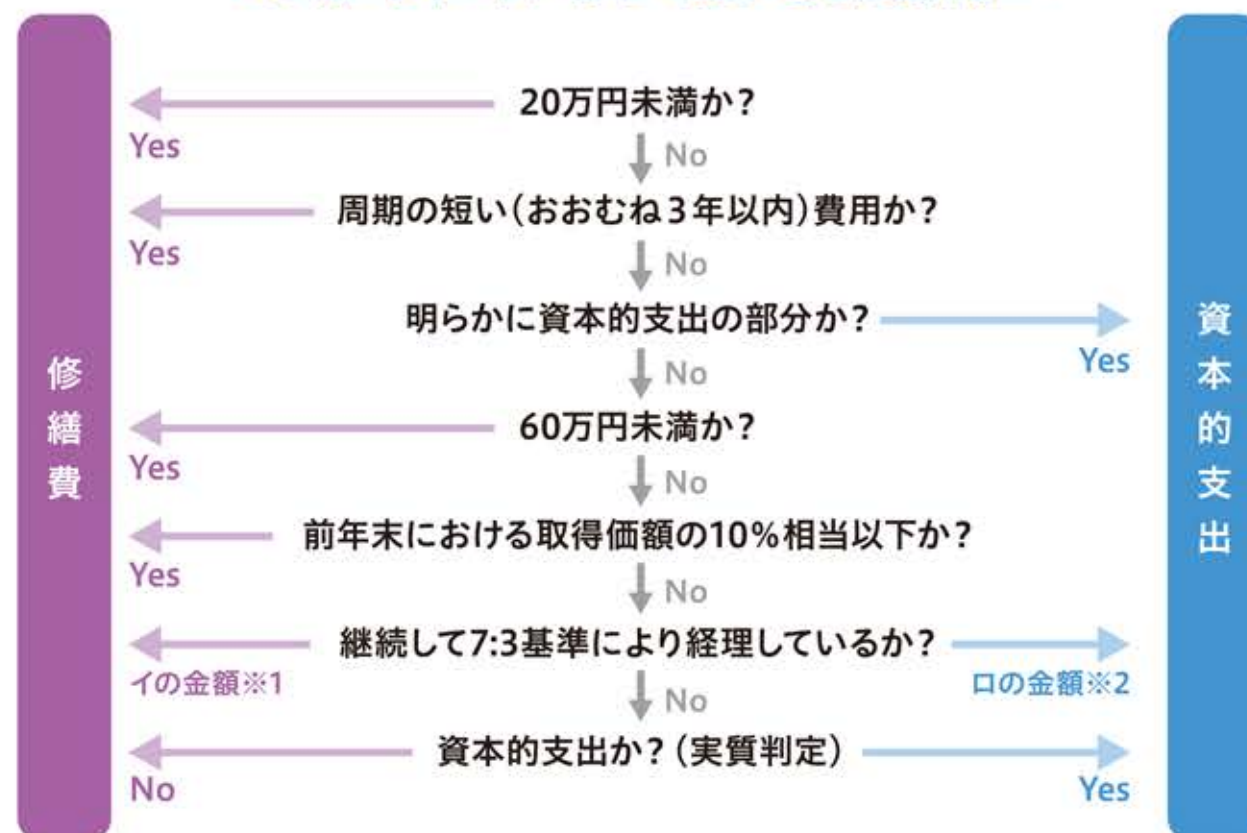 修繕費
20万円未満か？
Yes
No
周期の短い（おおむね3年以内）費用か？
Yes
No
明らかに資本的支出の部分か？
Yes
No
60万円未満か？
Yes
No
前年末における取得価額の10%相当以下か？
Yes
No
継続して7:3基準により経理しているか？
イの金額※1
ロの金額※2
No
資本的支出か？（実質判定）
No
Yes
資本的支出